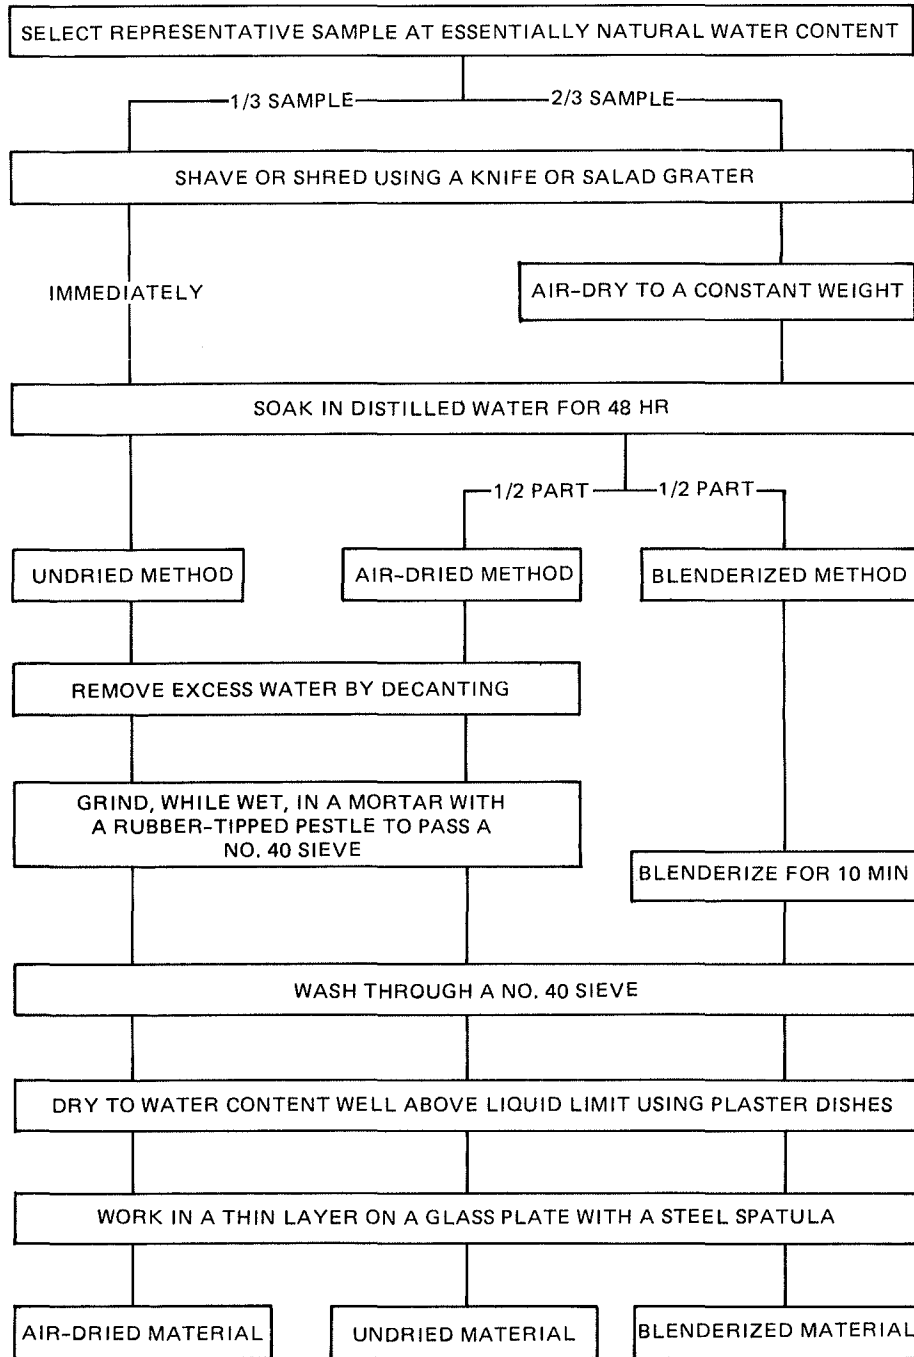 SELECT REPRESENTATIVE SAMPLE AT ESSENTIALLY NATURAL WATER CONTENT
1/3 SAMPLE
2/3 SAMPLE
SHAVE OR SHRED USING A KNIFE OR SALAD GRATER
IMMEDIATELY
AIR-DRY TO A CONSTANT WEIGHT
SOAK IN DISTILLED WATER FOR 48 HR
1/2 PART
1/2 PART
UNDRIED METHOD
AIR-DRIED METHOD
BLENDERIZED METHOD
REMOVE EXCESS WATER BY DECANTING
GRIND, WHILE WET, IN A MORTAR WITH
A RUBBER-TIPPED PESTLE TO PASS A
NO. 40 SIEVE
BLENDERIZE FOR 10 MIN
WASH THROUGH A NO. 40 SIEVE
DRY TO WATER CONTENT WELL ABOVE LIQUID LIMIT USING PLASTER DISHES
WORK IN A THIN LAYER ON A GLASS PLATE WITH A STEEL SPATULA
AIR-DRIED MATERIAL
UNDRIED MATERIAL
BLENDERIZED MATERIAL